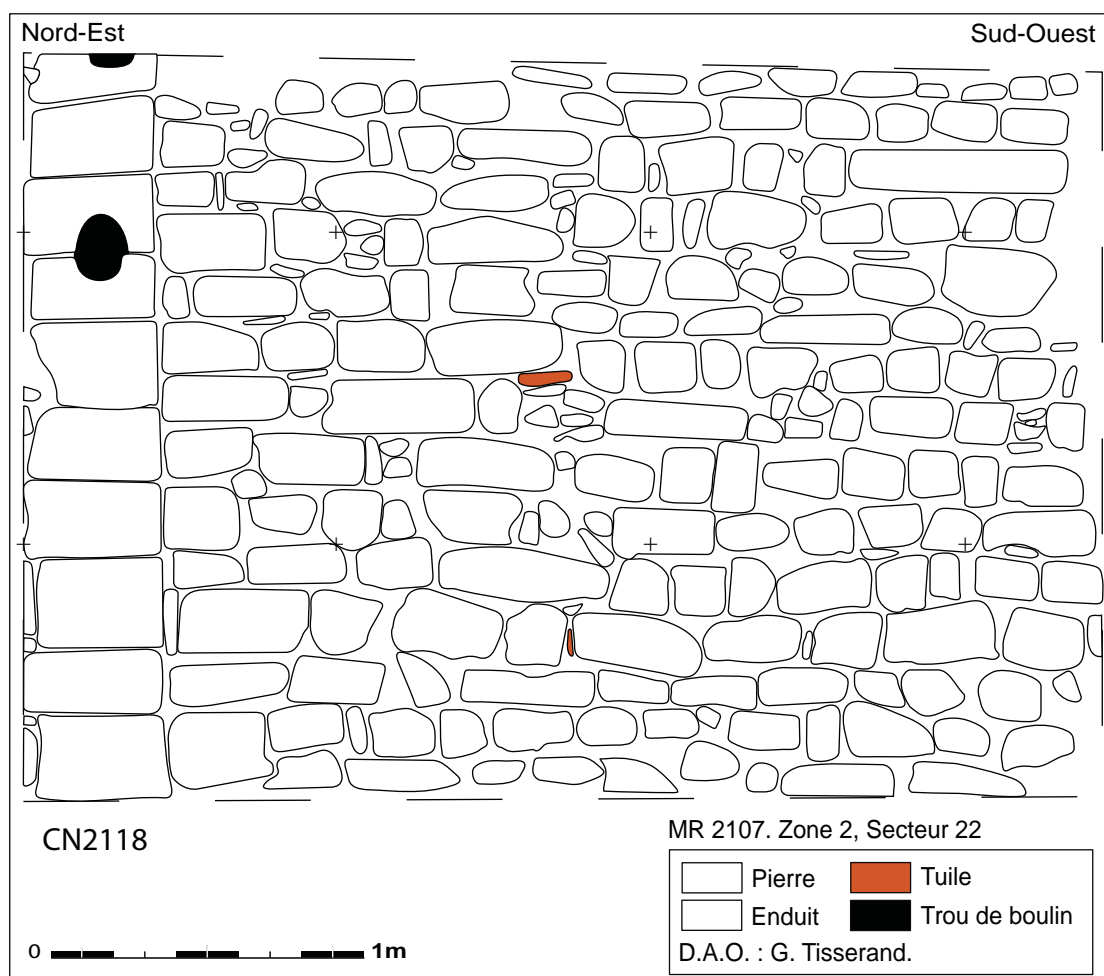 Nord-Est
Sud-Ouest
CN2118
MR 2107. Zone 2, Secteur 22
Pierre
Tuile
Enduit
Trou de boulin
D.A.O. : G. Tisserand.
0 1m